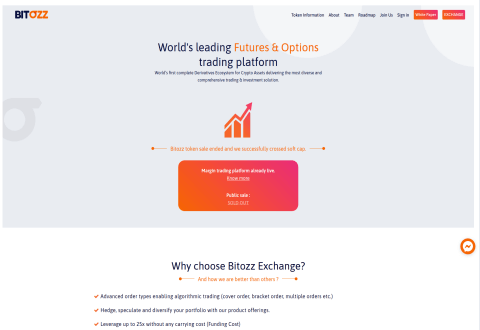 BITOZZ
Token Information About Team Roadmap Join Us Sign in White Paper EXCHANGE
World's leading Futures & Options
trading platform
World's first complete Derivatives Ecosystem for Crypto Assets delivering the most diverse and
comprehensive trading & investment solution.
Bitozz token sale ended and we successfully crossed soft cap.
Margin trading platform already live.
Know more
Public sale :
SOLD OUT
Why choose Bitozz Exchange?
And how we are better than others ?
Advanced order types enabling algorithmic trading (cover order, bracket order, multiple orders etc.)
Hedge, speculate and diversify your portfolio with our product offerings.
Leverage up to 25x without any carrying cost (Funding Cost)